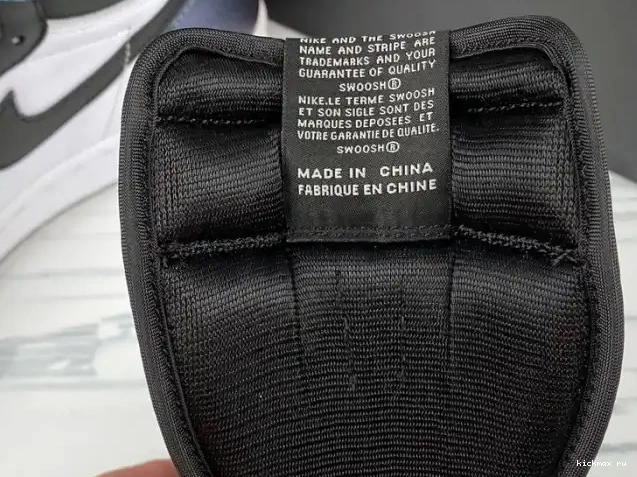 NIKE AND THE SWOOSH
NAME AND STRIPE ARE
TRADEMARKS AND YOUR
GUARANTEE OF QUALITY
SWOOSH®
NIKE.LE TERME SWOOSH
ET SON SIGLE SONT DES
MARQUES DEPOSEES ET
VOTRE GARANTIE DE QUALITE.
SWOOSH®
MADE IN CHINA
FABRIQUE EN CHINE
kickmax ru